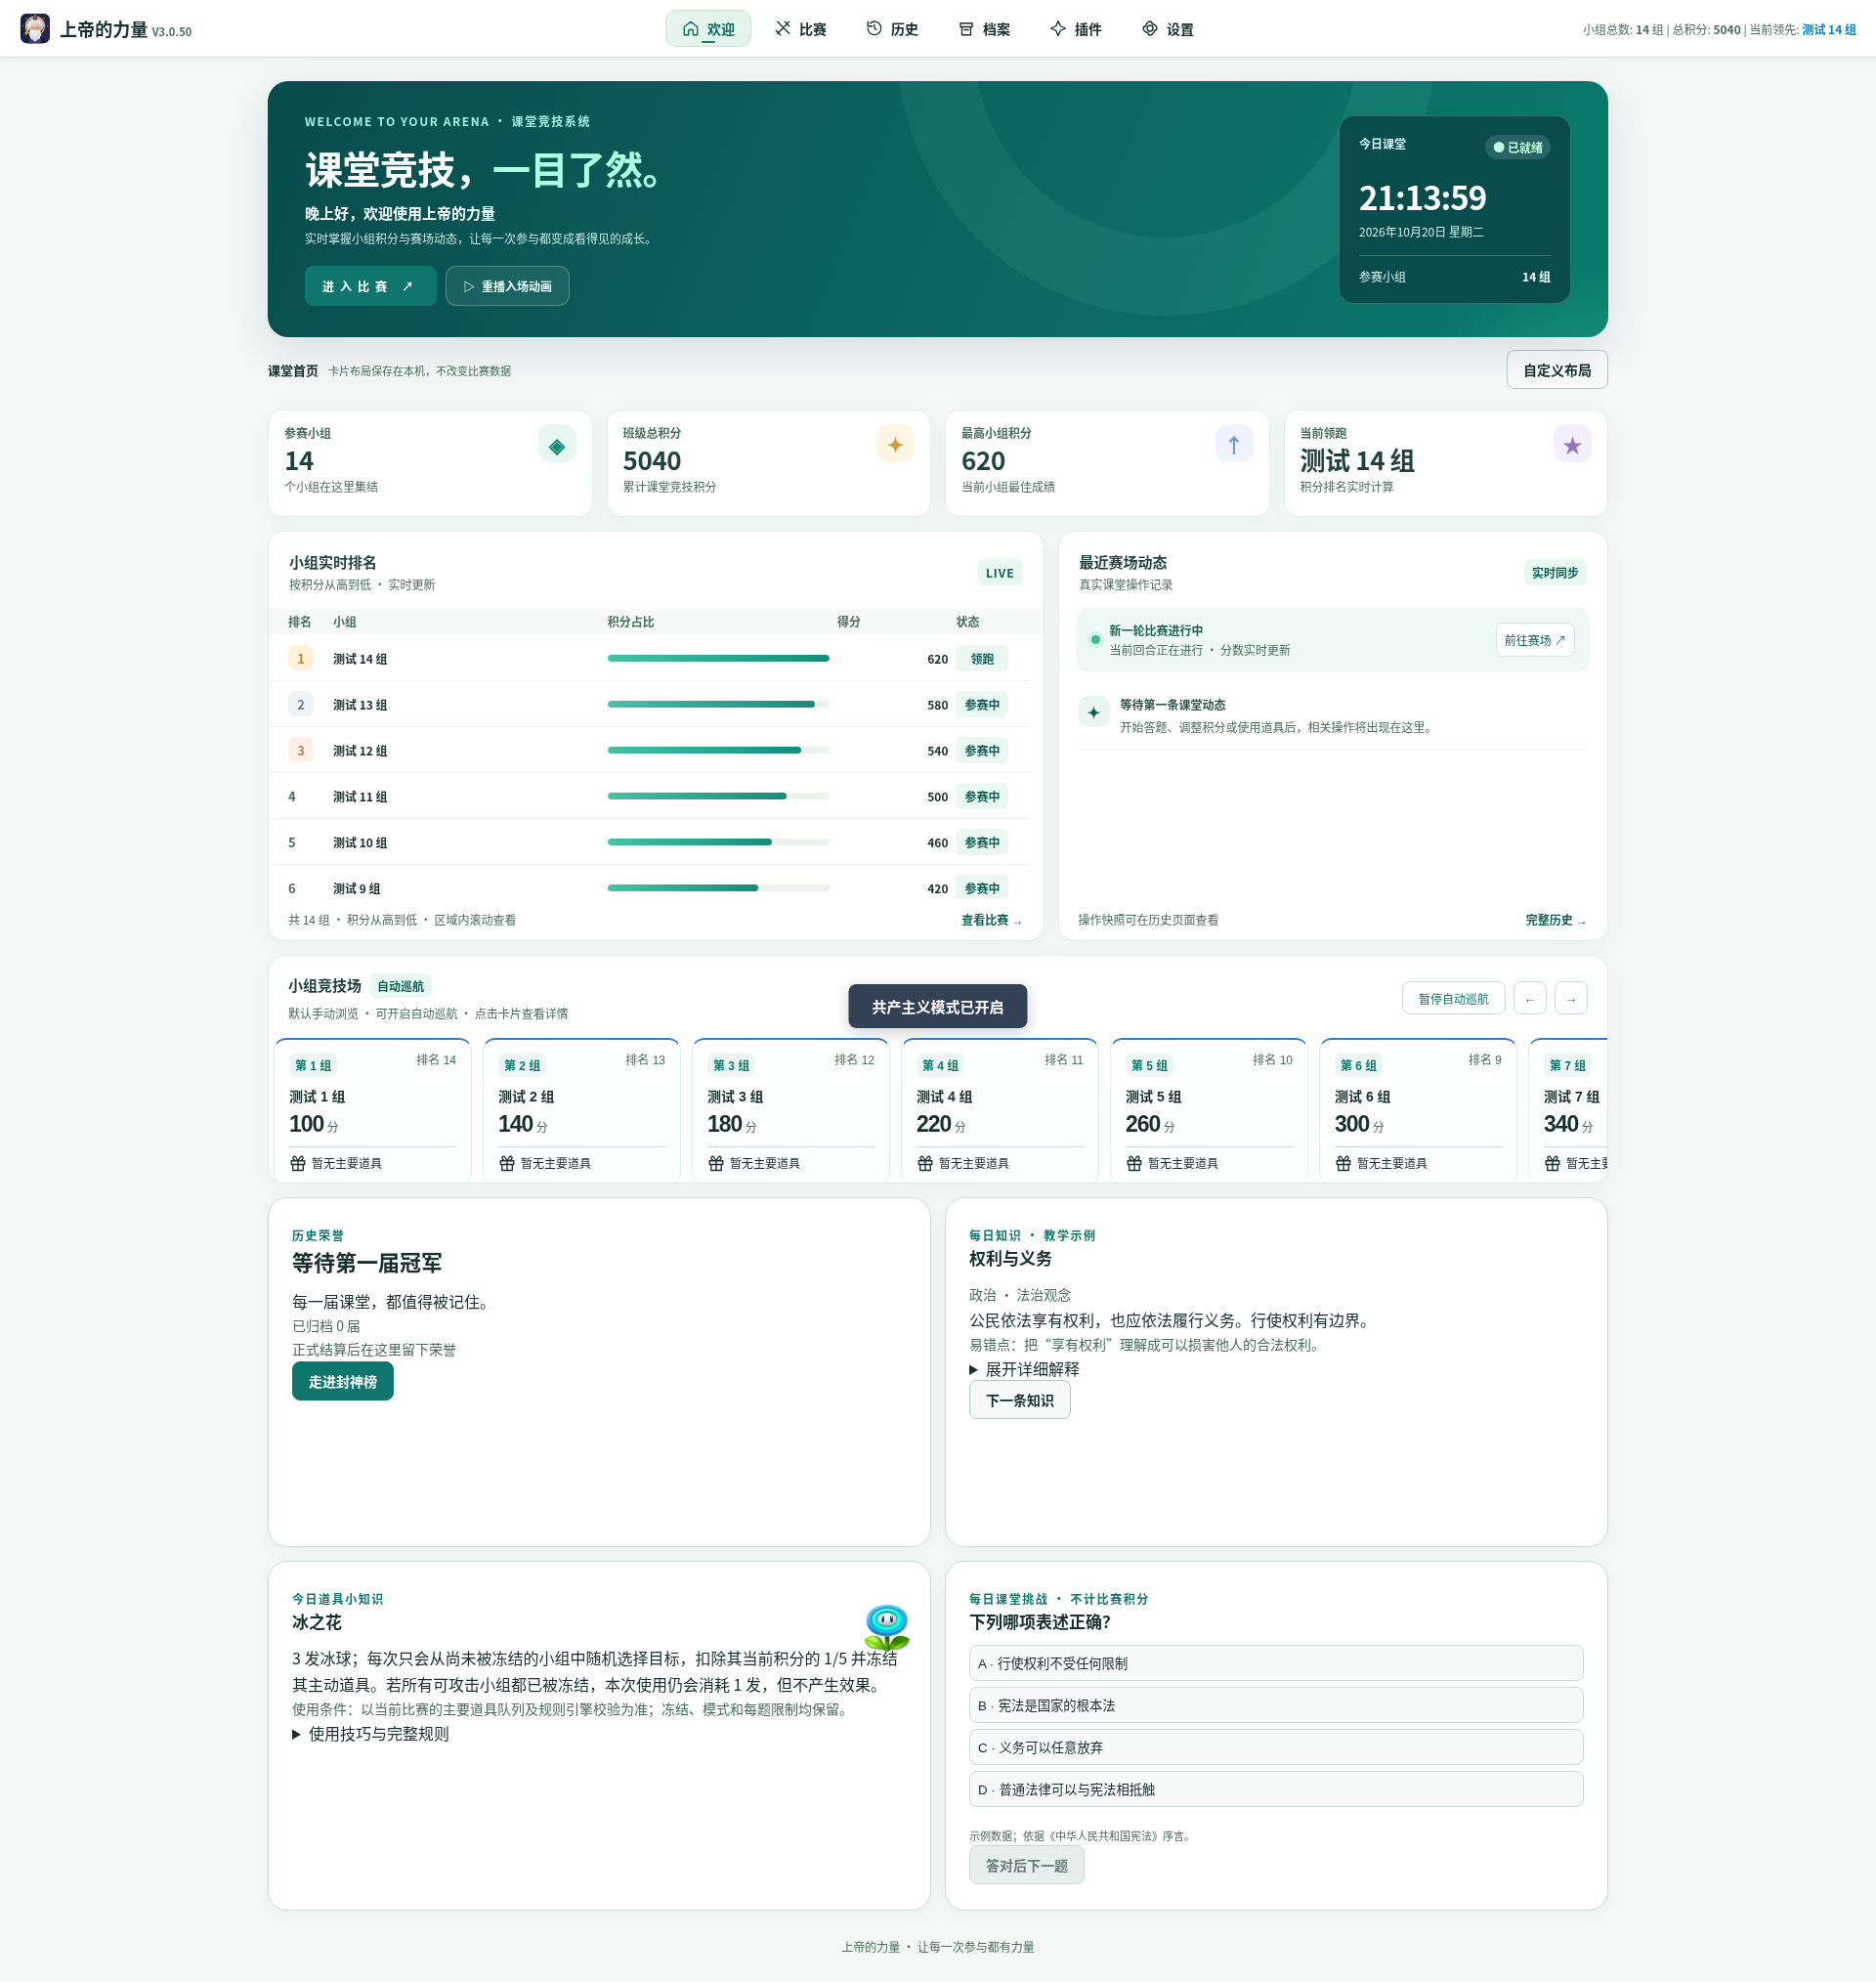 上帝的力量 V3.0.50
欢迎
比赛
历史
档案
插件
设置
小组总数: 14 组 | 总积分: 5040 | 当前领先: 测试 14 组
WELCOME TO YOUR ARENA · 课堂竞技系统
课堂竞技，一目了然。
晚上好，欢迎使用上帝的力量
实时掌握小组积分与赛场动态，让每一次参与都变成看得见的成长。
进入比赛 ↗
▷ 重播入场动画
今日课堂
已就绪
21:13:59
2026年10月20日 星期二
参赛小组 14 组
课堂首页 卡片布局保存在本机，不改变比赛数据
自定义布局
参赛小组
14
个小组在这里集结
班级总积分
5040
累计课堂竞技积分
最高小组积分
620
当前小组最佳成绩
当前领跑
测试 14 组
积分排名实时计算
小组实时排名
按积分从高到低 · 实时更新
LIVE
排名 小组 积分占比 得分 状态
1 测试 14 组 620 领跑
2 测试 13 组 580 参赛中
3 测试 12 组 540 参赛中
4 测试 11 组 500 参赛中
5 测试 10 组 460 参赛中
6 测试 9 组 420 参赛中
共 14 组 · 积分从高到低 · 区域内滚动查看
查看比赛 →
最近赛场动态
真实课堂操作记录
实时同步
新一轮比赛进行中
当前回合正在进行 · 分数实时更新
前往赛场 ↗
等待第一条课堂动态
开始答题、调整积分或使用道具后，相关操作将出现在这里。
操作快照可在历史页面查看
完整历史 →
小组竞技场 自动巡航
默认手动浏览 · 可开启自动巡航 · 点击卡片查看详情
共产主义模式已开启
暂停自动巡航
←
→
第 1 组 排名 14
测试 1 组
100 分
暂无主要道具
第 2 组 排名 13
测试 2 组
140 分
暂无主要道具
第 3 组 排名 12
测试 3 组
180 分
暂无主要道具
第 4 组 排名 11
测试 4 组
220 分
暂无主要道具
第 5 组 排名 10
测试 5 组
260 分
暂无主要道具
第 6 组 排名 9
测试 6 组
300 分
暂无主要道具
第 7 组
测试 7 组
340 分
暂无主
历史荣誉
等待第一届冠军
每一届课堂，都值得被记住。
已归档 0 届
正式结算后在这里留下荣誉
走进封神榜
每日知识 · 教学示例
权利与义务
政治 · 法治观念
公民依法享有权利，也应依法履行义务。行使权利有边界。
易错点：把“享有权利”理解成可以损害他人的合法权利。
▶ 展开详细解释
下一条知识
今日道具小知识
冰之花
3 发冰球；每次只会从尚未被冻结的小组中随机选择目标，扣除其当前积分的 1/5 并冻结
其主动道具。若所有可攻击小组都已被冻结，本次使用仍会消耗 1 发，但不产生效果。
使用条件：以当前比赛的主要道具队列及规则引擎校验为准；冻结、模式和每题限制均保留。
▶ 使用技巧与完整规则
每日课堂挑战 · 不计比赛积分
下列哪项表述正确？
A · 行使权利不受任何限制
B · 宪法是国家的根本法
C · 义务可以任意放弃
D · 普通法律可以与宪法相抵触
示例数据；依据《中华人民共和国宪法》序言。
答对后下一题
上帝的力量 · 让每一次参与都有力量